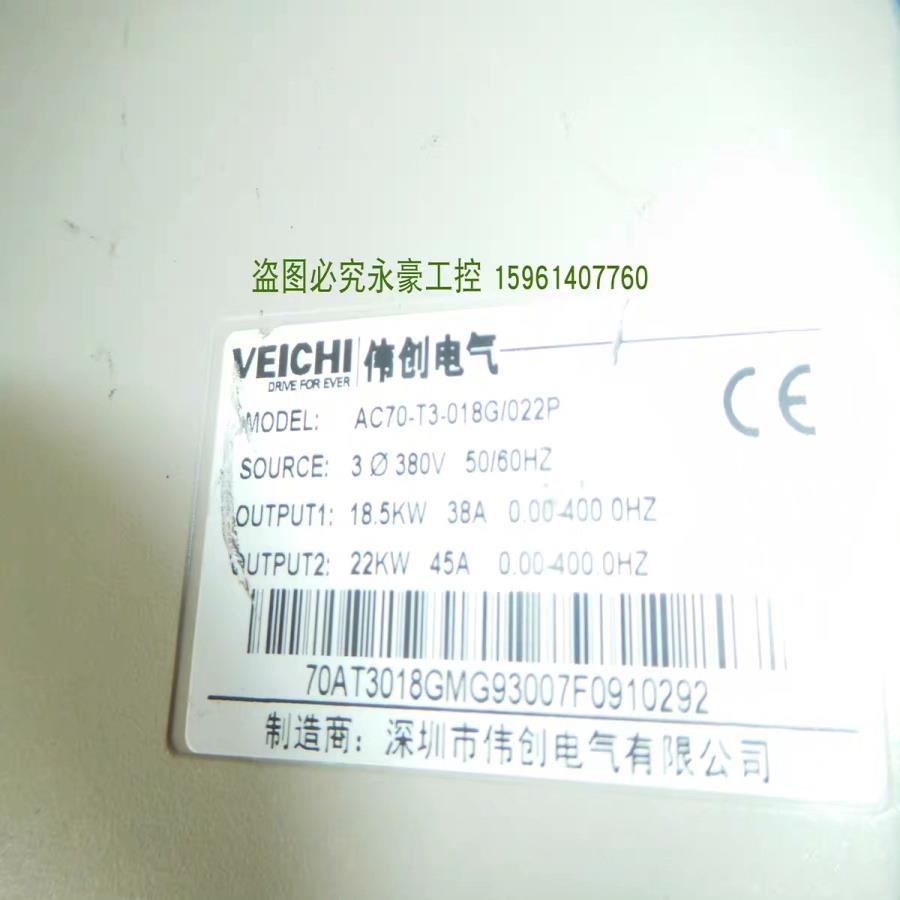 盗图必究永豪工控 15961407760
VEICHI 伟创电气
DRIVE FOR EVER
CE
MODEL: AC70-T3-018G/022P
SOURCE: 3 Ø 380V 50/60HZ
OUTPUT1: 18.5KW 38A 0.00-400.0HZ
OUTPUT2: 22KW 45A 0.00-400.0HZ
70AT3018GMG93007F0910292
制造商：深圳市伟创电气有限公司